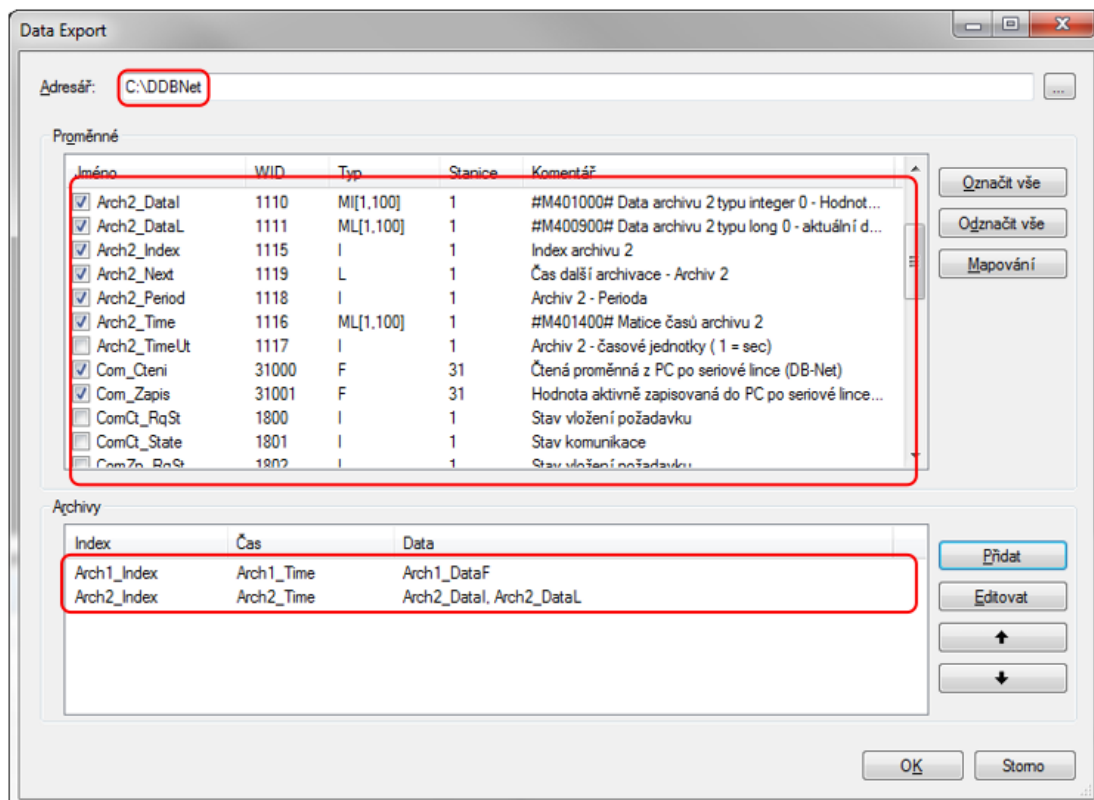 Data Export
Adresář: C:\DDBNet ...
Proměnné
Jméno WID Typ Stanice Komentář
Arch2_DataI 1110 MI[1,100] 1 #M401000# Data archivu 2 typu integer 0 - Hodnot...
Označit vše
Arch2_DataL 1111 ML[1,100] 1 #M400900# Data archivu 2 typu long 0 - aktuální d...
Odznačit vše
Arch2_Index 1115 I 1 Index archivu 2
Arch2_Next 1119 L 1 Čas další archivace - Archiv 2
Mapování
Arch2_Period 1118 I 1 Archiv 2 - Perioda
Arch2_Time 1116 ML[1,100] 1 #M401400# Matice časů archivu 2
Arch2_TimeUt 1117 I 1 Archiv 2 - časové jednotky ( 1 = sec)
Com_Cteni 31000 F 31 Čtená proměnná z PC po seriové lince (DB-Net)
Com_Zapis 31001 F 31 Hodnota aktivně zapisovaná do PC po seriové lince...
ComCt_RqSt 1800 I 1 Stav vložení požadavku
ComCt_State 1801 I 1 Stav komunikace
ComZp_RqSt 1802 I 1 Stav vložení požadavku
Archivy
Index Čas Data
Přidat
Arch1_Index Arch1_Time Arch1_DataF
Arch2_Index Arch2_Time Arch2_DataI, Arch2_DataL
Editovat
OK Storno